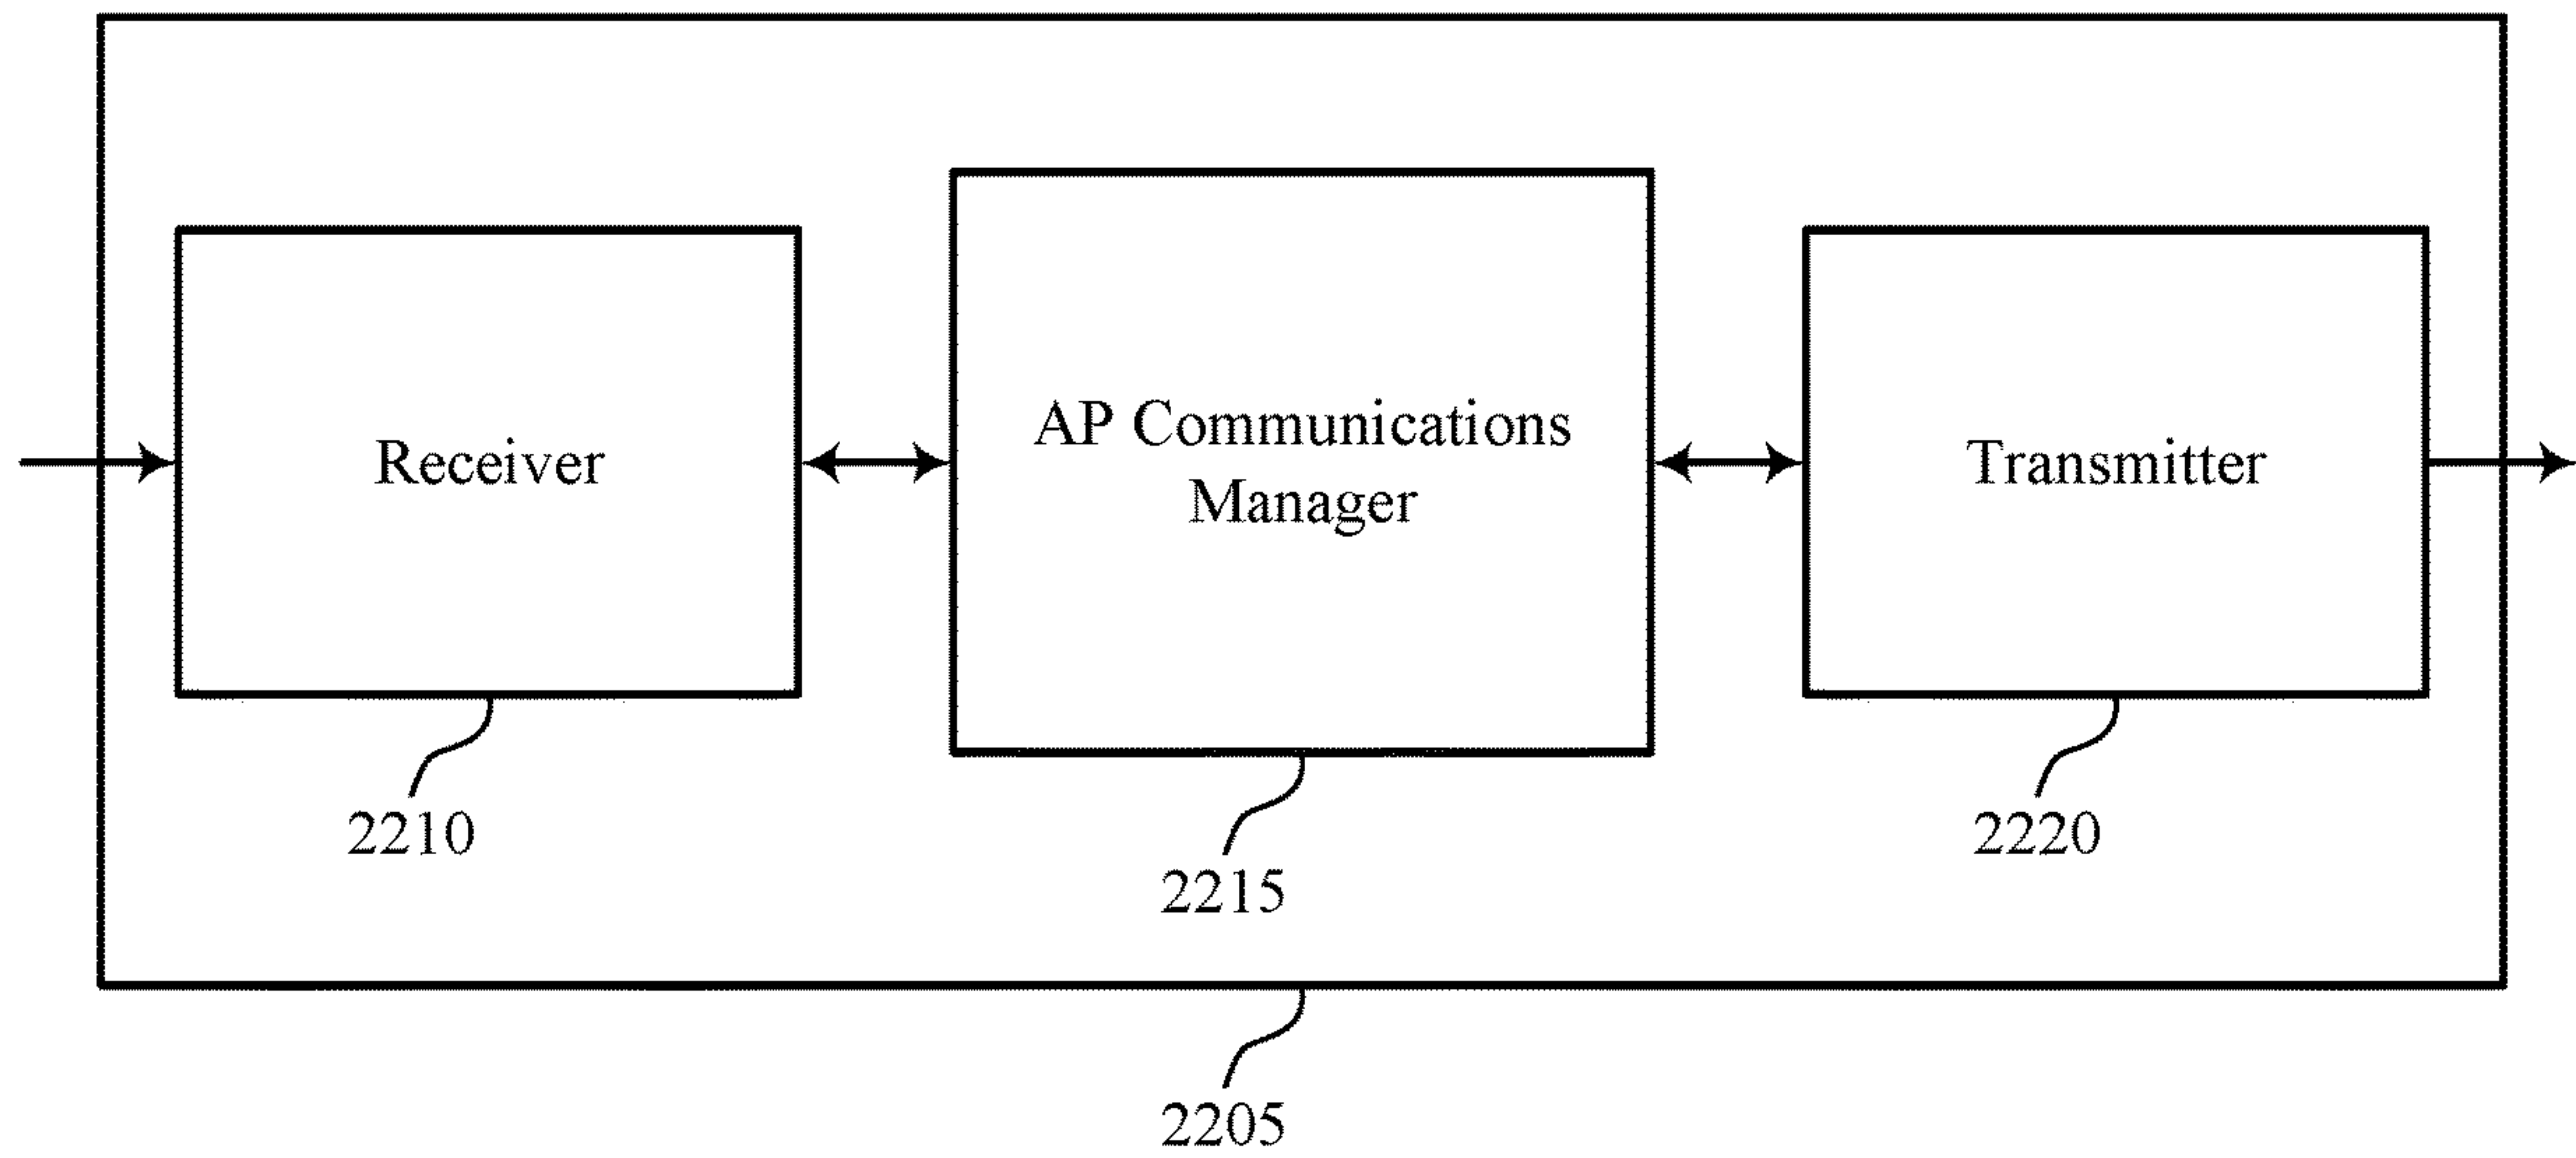 Receiver
AP Communications
Manager
Transmitter
2210
2215
2220
2205